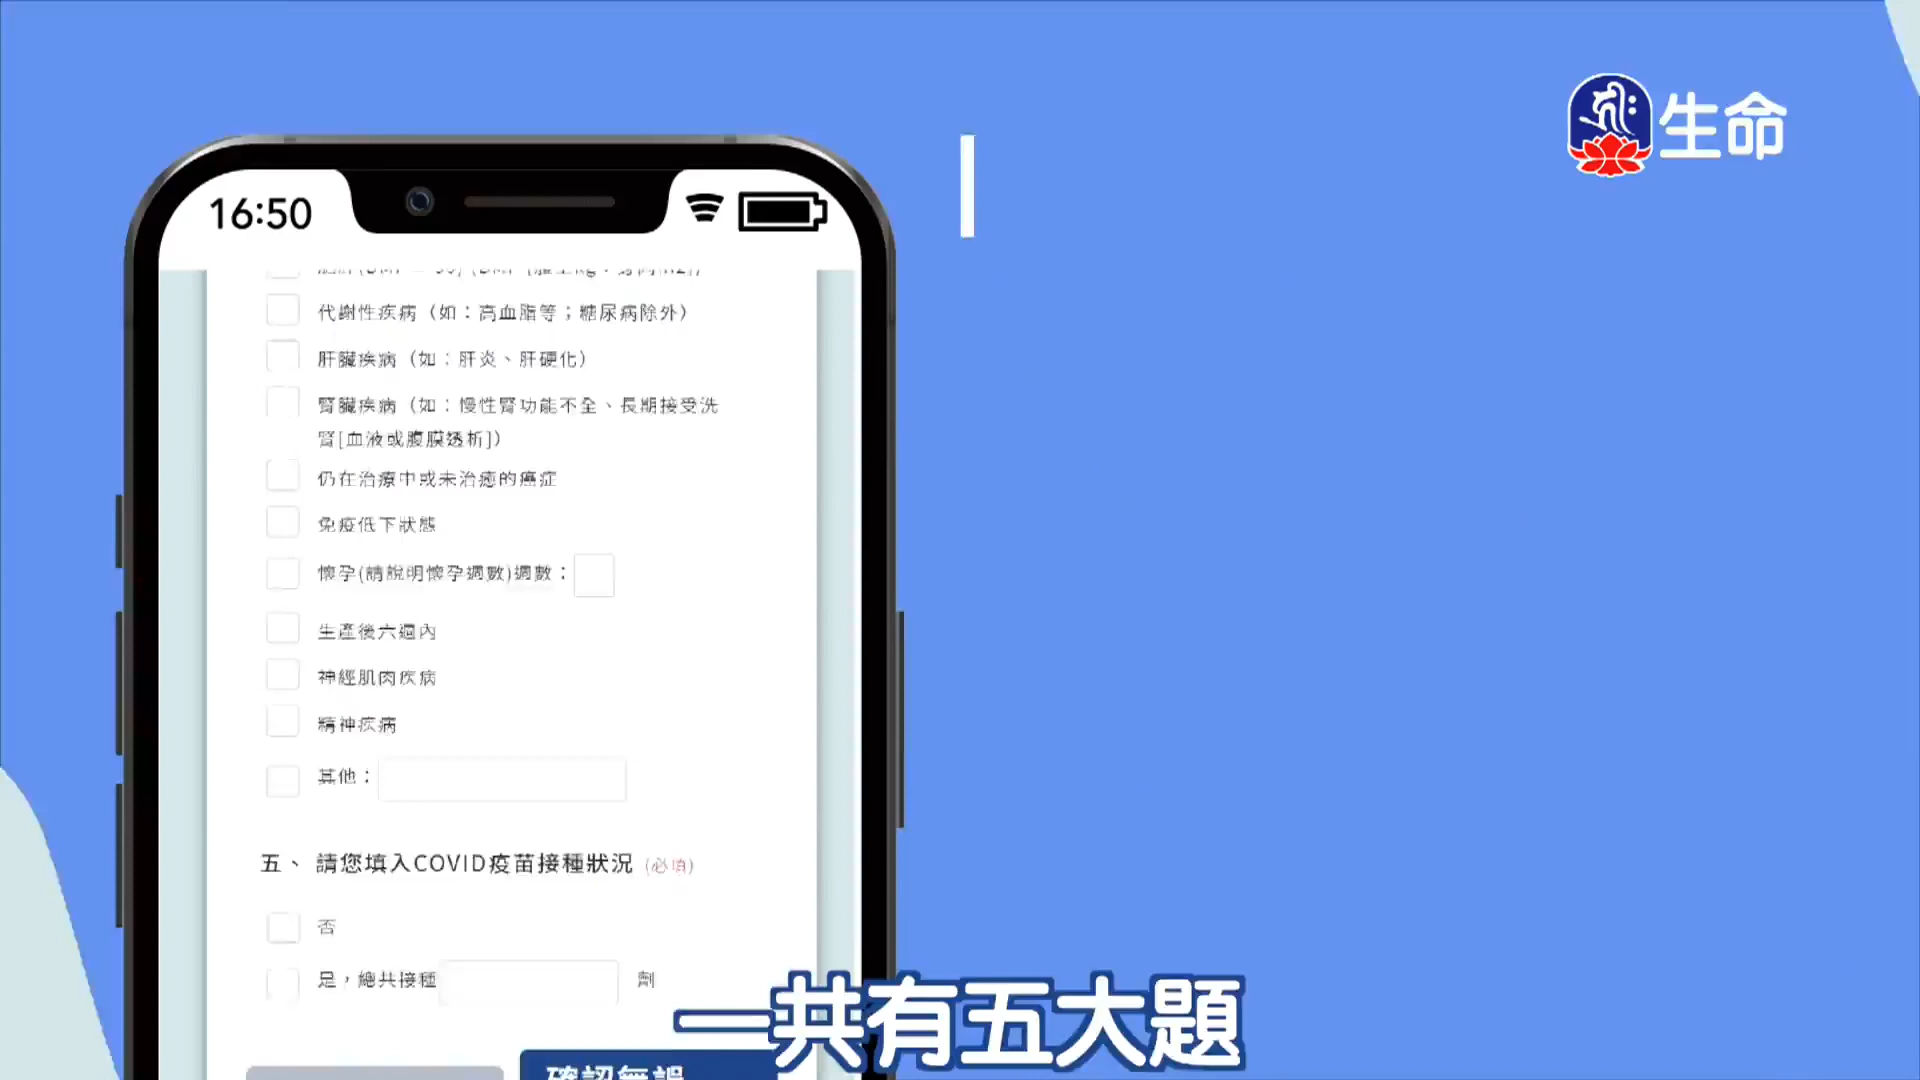 生命
16:50
代謝性疾病（如：高血脂等；糖尿病除外）
肝臟疾病（如：肝炎、肝硬化）
腎臟疾病（如：慢性腎功能不全、長期接受洗
腎[血液或腹膜透析]）
仍在治療中或未治癒的癌症
免疫低下狀態
懷孕(請說明懷孕週數)週數：
生產後六週內
神經肌肉疾病
精神疾病
其他：
五、 請您填入COVID疫苗接種狀況 (必填)
否
是，總共接種 劑
確認無誤
一共有五大題